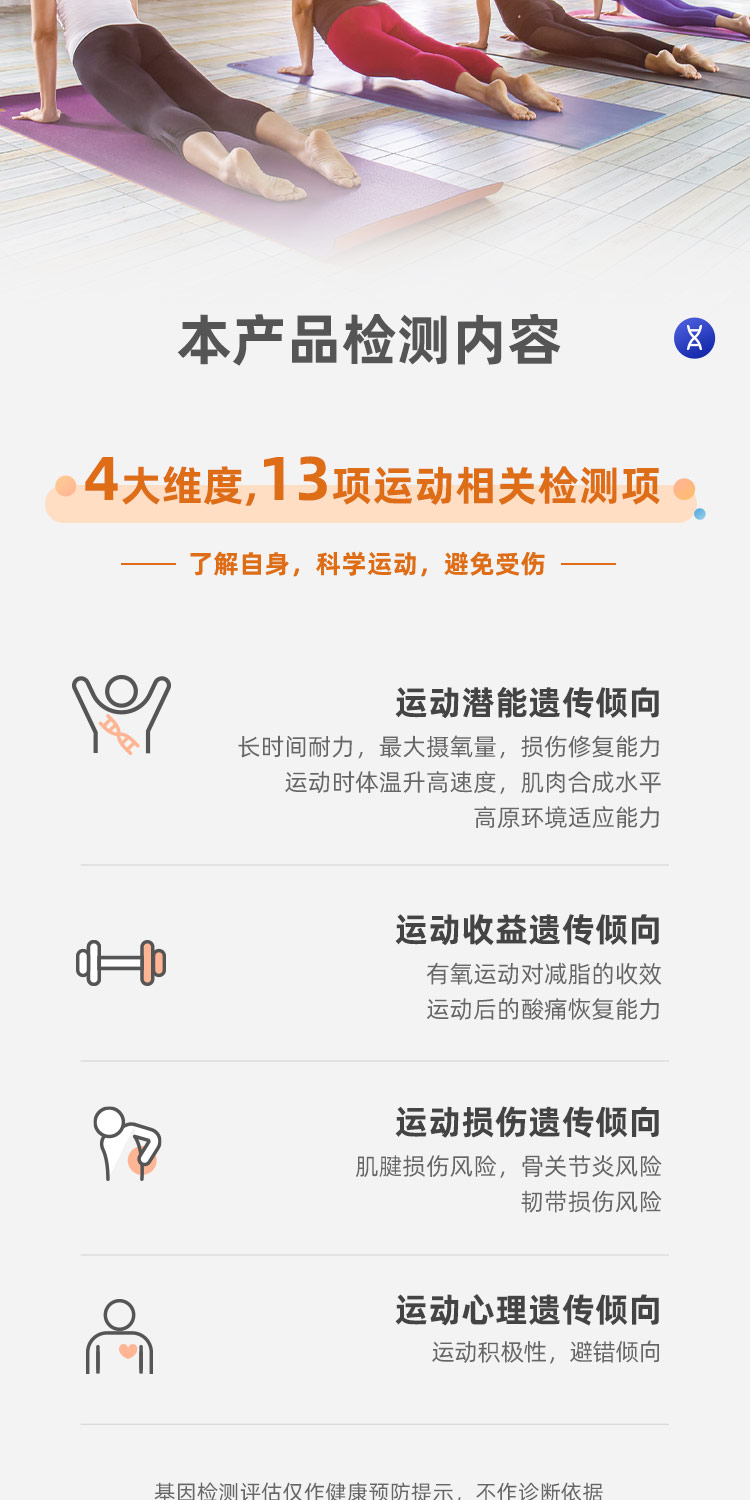 本产品检测内容
4大维度,13项运动相关检测项
了解自身，科学运动，避免受伤
运动潜能遗传倾向
长时间耐力，最大摄氧量，损伤修复能力
运动时体温升高速度，肌肉合成水平
高原环境适应能力
运动收益遗传倾向
有氧运动对减脂的收效
运动后的酸痛恢复能力
运动损伤遗传倾向
肌腱损伤风险，骨关节炎风险
韧带损伤风险
运动心理遗传倾向
运动积极性，避错倾向
基因检测评估仅作健康预防提示，不作诊断依据